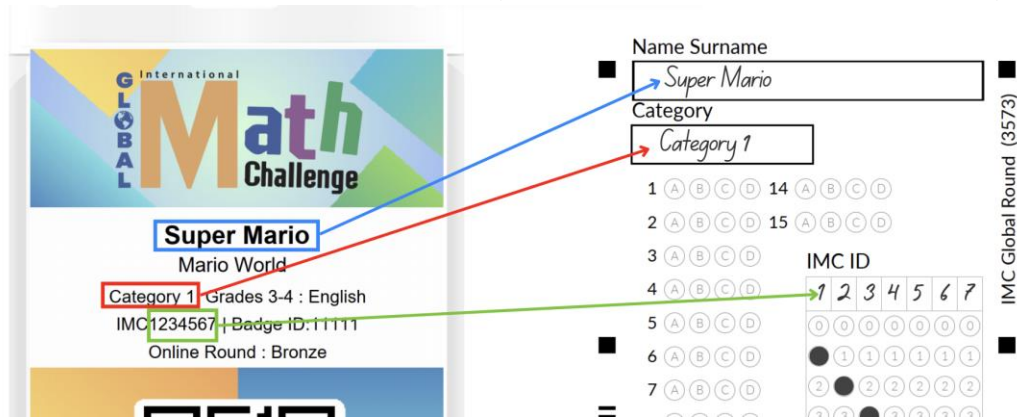 GLOBAL
International
Math
Challenge
Super Mario
Mario World
Category 1 Grades 3-4 : English
IMC1234567 | Badge ID:11111
Online Round : Bronze
Name Surname
Super Mario
Category
Category 1
1 A B C D 14 A B C D
2 A B C D 15 A B C D
3 A B C D
IMC ID
4 A B C D
1 2 3 4 5 6 7
5 A B C D
0 0 0 0 0 0 0
6 A B C D
1 1 1 1 1 1
7 A B C D
2 2 2 2 2 2
IMC Global Round (3573)